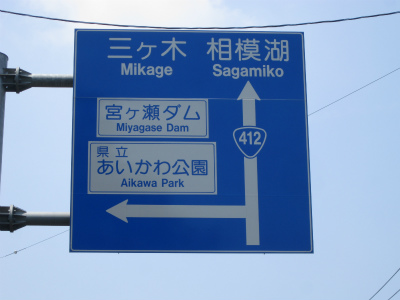 三ヶ木 相模湖
Mikage Sagamiko
宮ヶ瀬ダム
Miyagase Dam
412
県立
あいかわ公園
Aikawa Park